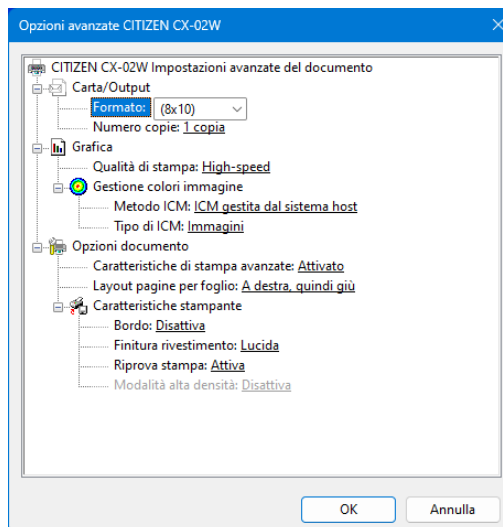 Opzioni avanzate CITIZEN CX-02W
CITIZEN CX-02W Impostazioni avanzate del documento
Carta/Output
Formato: (8x10)
Numero copie: 1 copia
Grafica
Qualità di stampa: High-speed
Gestione colori immagine
Metodo ICM: ICM gestita dal sistema host
Tipo di ICM: Immagini
Opzioni documento
Caratteristiche di stampa avanzate: Attivato
Layout pagine per foglio: A destra, quindi giù
Caratteristiche stampante
Bordo: Disattiva
Finitura rivestimento: Lucida
Riprova stampa: Attiva
Modalità alta densità: Disattiva
OK Annulla